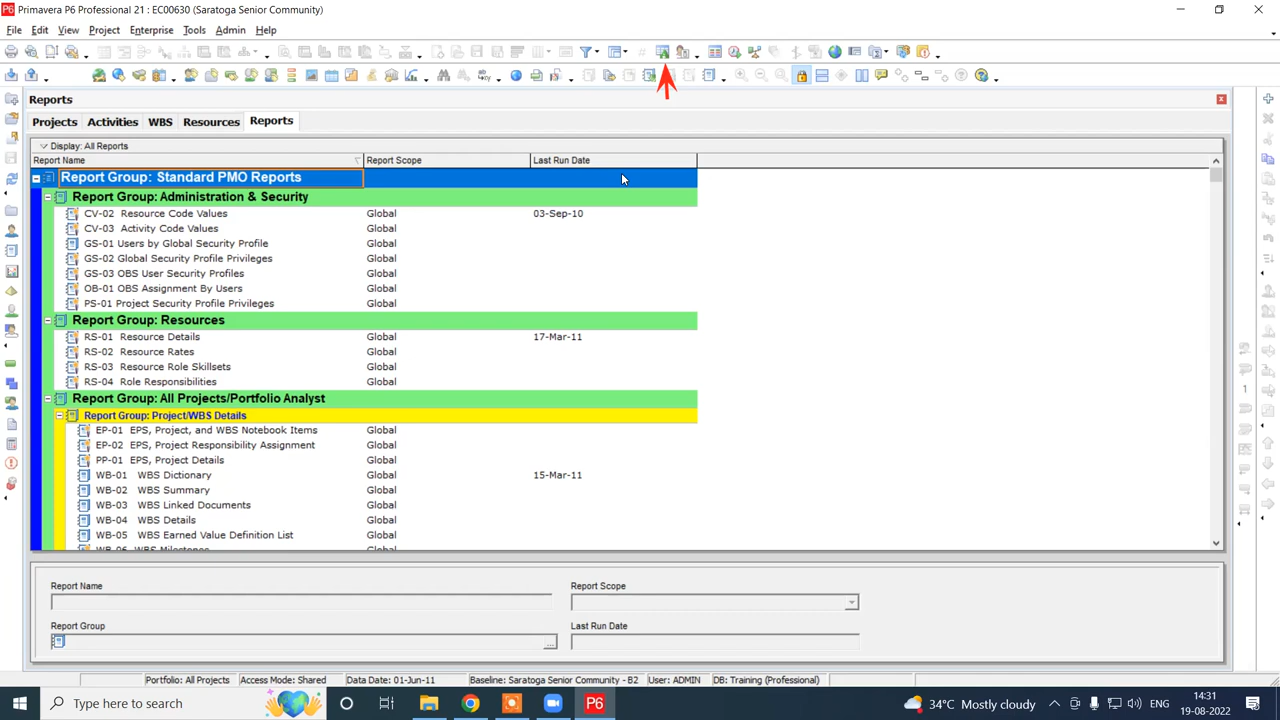 Primavera P6 Professional 21 : EC00630 (Saratoga Senior Community)
File Edit View Project Enterprise Tools Admin Help
Reports
Projects Activities WBS Resources Reports
Display: All Reports
Report Name Report Scope Last Run Date
Report Group: Standard PMO Reports
Report Group: Administration & Security
CV-02 Resource Code Values Global 03-Sep-10
CV-03 Activity Code Values Global
GS-01 Users by Global Security Profile Global
GS-02 Global Security Profile Privileges Global
GS-03 OBS User Security Profiles Global
OB-01 OBS Assignment By Users Global
PS-01 Project Security Profile Privileges Global
Report Group: Resources
RS-01 Resource Details Global 17-Mar-11
RS-02 Resource Rates Global
RS-03 Resource Role Skillsets Global
RS-04 Role Responsibilities Global
Report Group: All Projects/Portfolio Analyst
Report Group: Project/WBS Details
EP-01 EPS, Project, and WBS Notebook Items Global
EP-02 EPS, Project Responsibility Assignment Global
PP-01 EPS, Project Details Global
WB-01 WBS Dictionary Global 15-Mar-11
WB-02 WBS Summary Global
WB-03 WBS Linked Documents Global
WB-04 WBS Details Global
WB-05 WBS Earned Value Definition List Global
WB-06 WBS Milestones Global
Report Name Report Scope
Report Group Last Run Date
Portfolio: All Projects Access Mode: Shared Data Date: 01-Jun-11 Baseline: Saratoga Senior Community - B2 User: ADMIN DB: Training (Professional)
Type here to search P6 34°C Mostly cloudy 14:31
19-08-2022